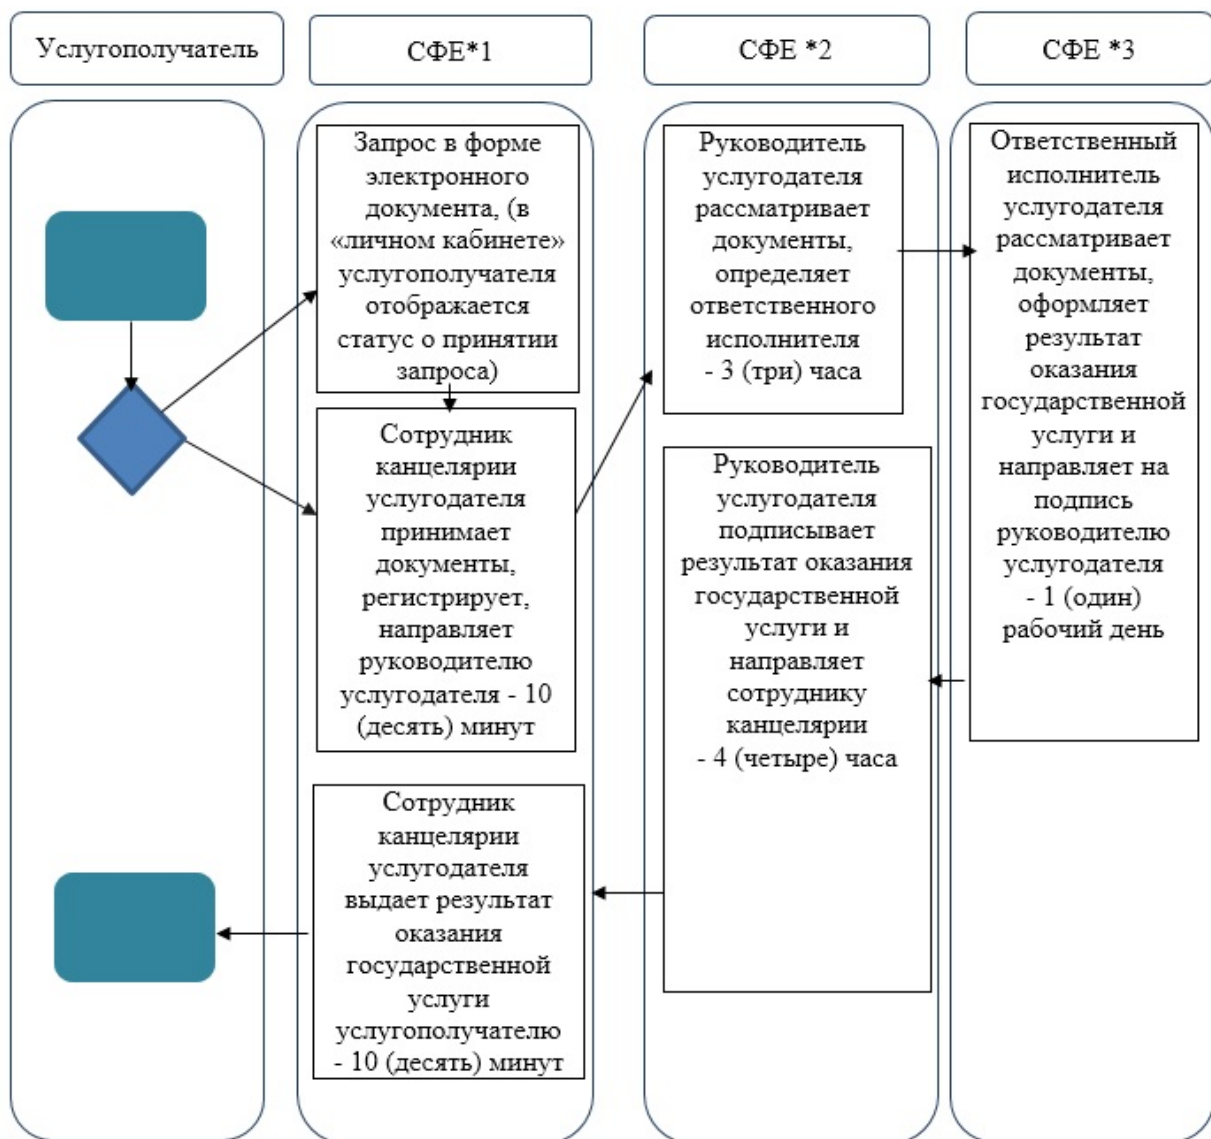 Услугополучатель
СФЕ*1
СФЕ *2
СФЕ *3
Запрос в форме
электронного
документа, (в
«личном кабинете»
услугополучателя
отображается
статус о принятии
запроса)
Сотрудник
канцелярии
услугодателя
принимает
документы,
регистрирует,
направляет
руководителю
услугодателя - 10
(десять) минут
Сотрудник
канцелярии
услугодателя
выдает результат
оказания
государственной
услуги
услугополучателю
- 10 (десять) минут
Руководитель
услугодателя
рассматривает
документы,
определяет
ответственного
исполнителя
- 3 (три) часа
Руководитель
услугодателя
подписывает
результат оказания
государственной
услуги и
направляет
сотруднику
канцелярии
- 4 (четыре) часа
Ответственный
исполнитель
услугодателя
рассматривает
документы,
оформляет
результат
оказания
государственной
услуги и
направляет на
подпись
руководителю
услугодателя
- 1 (один)
рабочий день